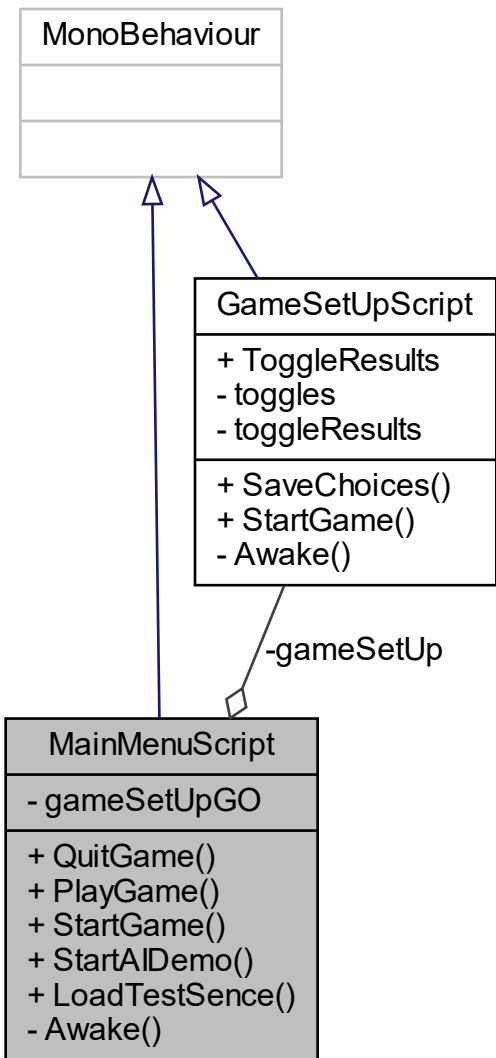 MonoBehaviour
GameSetUpScript
+ ToggleResults
- toggles
- toggleResults
+ SaveChoices()
+ StartGame()
- Awake()
-gameSetUp
MainMenuScript
- gameSetUpGO
+ QuitGame()
+ PlayGame()
+ StartGame()
+ StartAIDemo()
+ LoadTestSence()
- Awake()